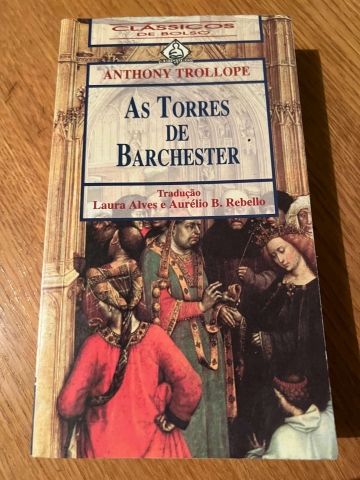 CLÁSSICOS
DE BOLSO
ANTHONY TROLLOPE
AS TORRES
DE
BARCHESTER
Tradução
Laura Alves e Aurélio B. Rebello